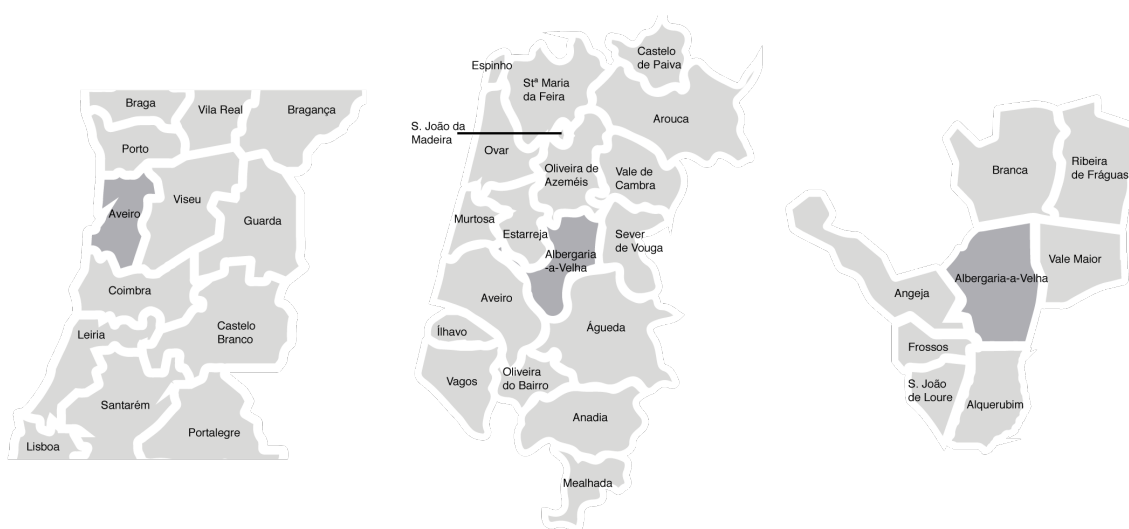 Braga
Vila Real
Bragança
Porto
Aveiro
Viseu
Guarda
Coimbra
Leiria
Castelo
Branco
Santarém
Portalegre
Lisboa
Espinho
Castelo
de Paiva
Stª Maria
da Feira
Arouca
S. João da
Madeira
Ovar
Oliveira de
Azeméis
Vale de
Cambra
Murtosa
Estarreja
Sever
de Vouga
Albergaria
-a-Velha
Aveiro
Águeda
Ílhavo
Vagos
Oliveira
do Bairro
Anadia
Mealhada
Branca
Ribeira
de Fráguas
Vale Maior
Albergaria-a-Velha
Angeja
Frossos
S. João
de Loure
Alquerubim